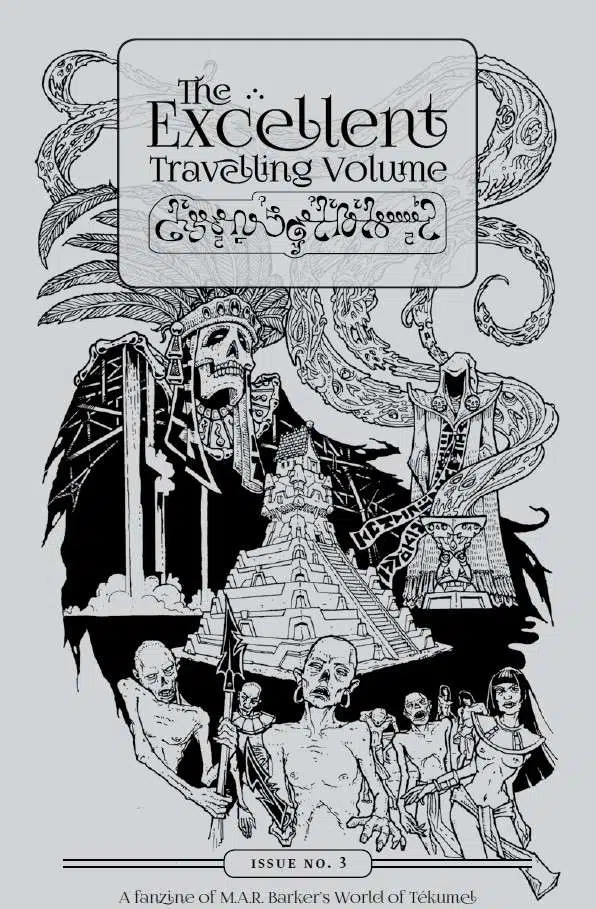 The
Excellent
Travelling Volume
ISSUE NO. 3
A fanzine of M.A.R. Barker's World of Tékumel